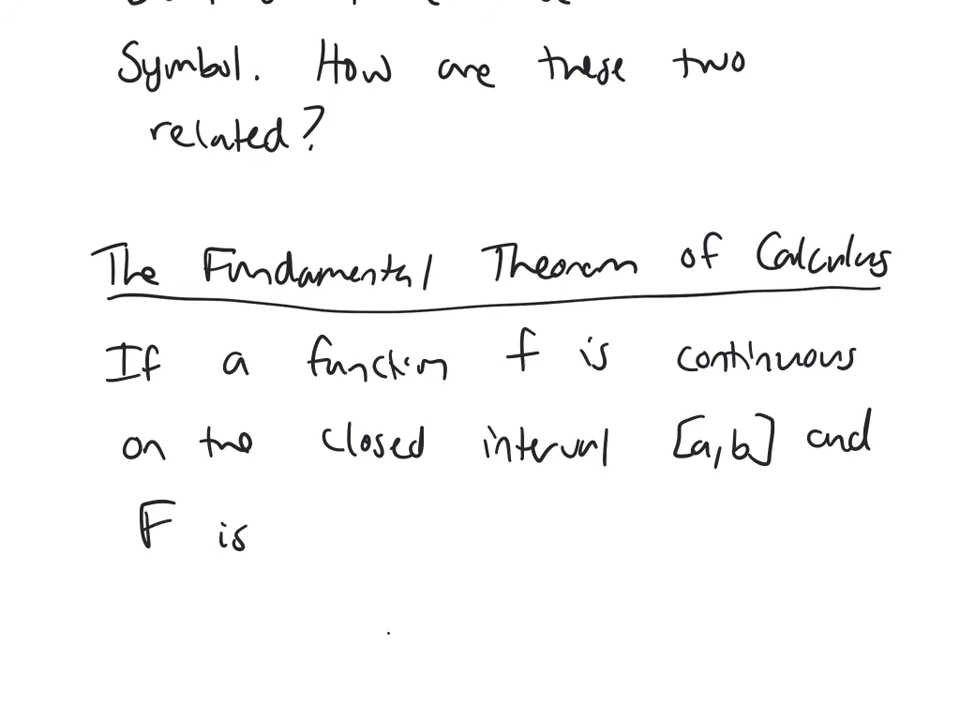 Symbol. How are these two
related?
The Fundamental Theorem of Calculus
If a function f is continuous
on the closed interval [a,b] and
F is